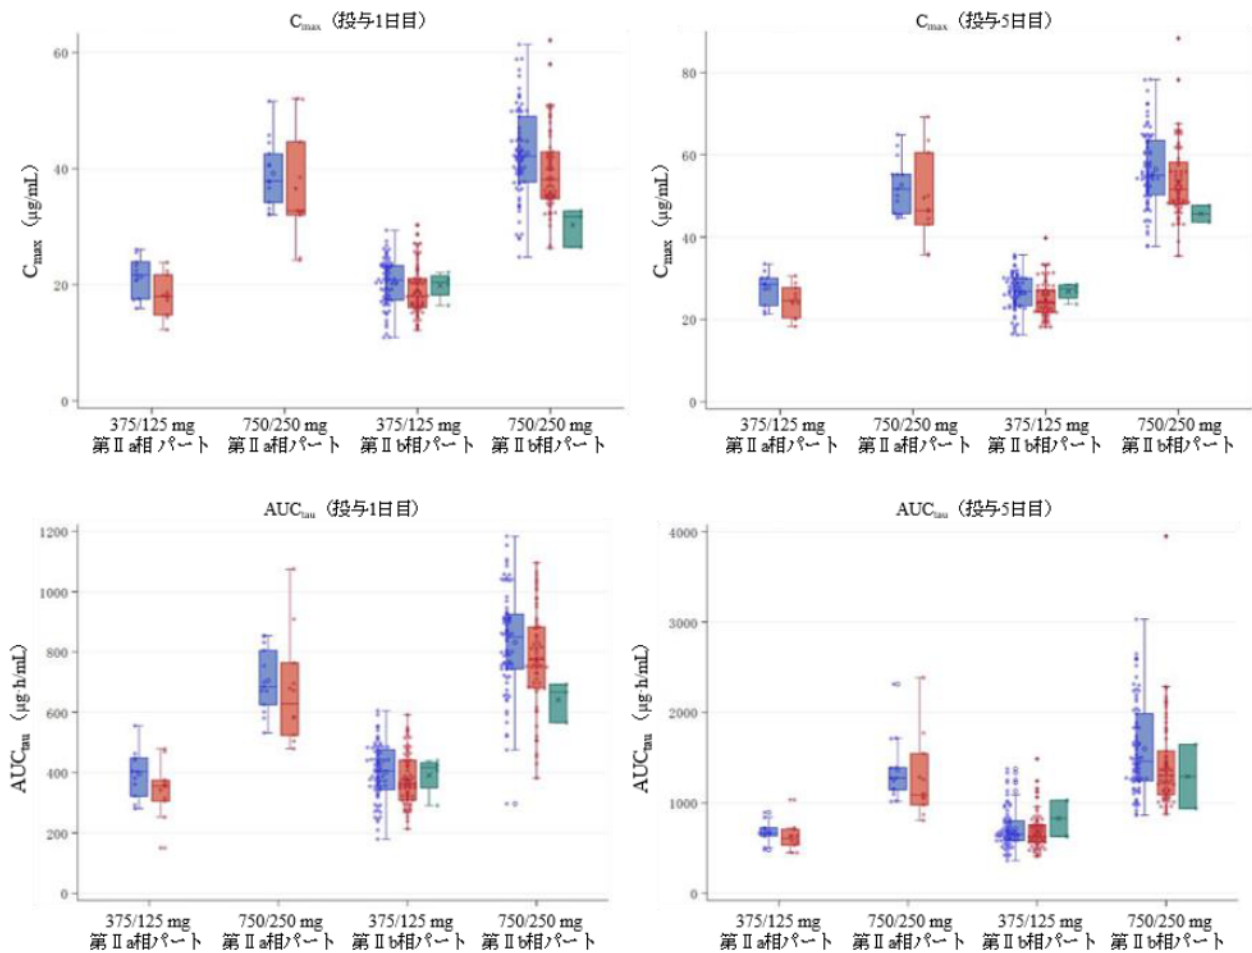 Cmax（投与1日目）
Cmax（μg/mL）
60
40
20
0
375/125 mg
第Ⅱa相 パート
750/250 mg
第Ⅱa相パート
375/125 mg
第Ⅱb相パート
750/250 mg
第Ⅱb相パート
Cmax（投与5日目）
Cmax（μg/mL）
80
60
40
20
0
375/125 mg
第Ⅱa相パート
750/250 mg
第Ⅱa相パート
375/125 mg
第Ⅱb相パート
750/250 mg
第Ⅱb相パート
AUCtau（投与1日目）
AUCtau（μg·h/mL）
1200
1000
800
600
400
200
0
375/125 mg
第Ⅱa相パート
750/250 mg
第Ⅱa相パート
375/125 mg
第Ⅱb相パート
750/250 mg
第Ⅱb相パート
AUCtau（投与5日目）
AUCtau（μg·h/mL）
4000
3000
2000
1000
0
375/125 mg
第Ⅱa相パート
750/250 mg
第Ⅱa相パート
375/125 mg
第Ⅱb相パート
750/250 mg
第Ⅱb相パート